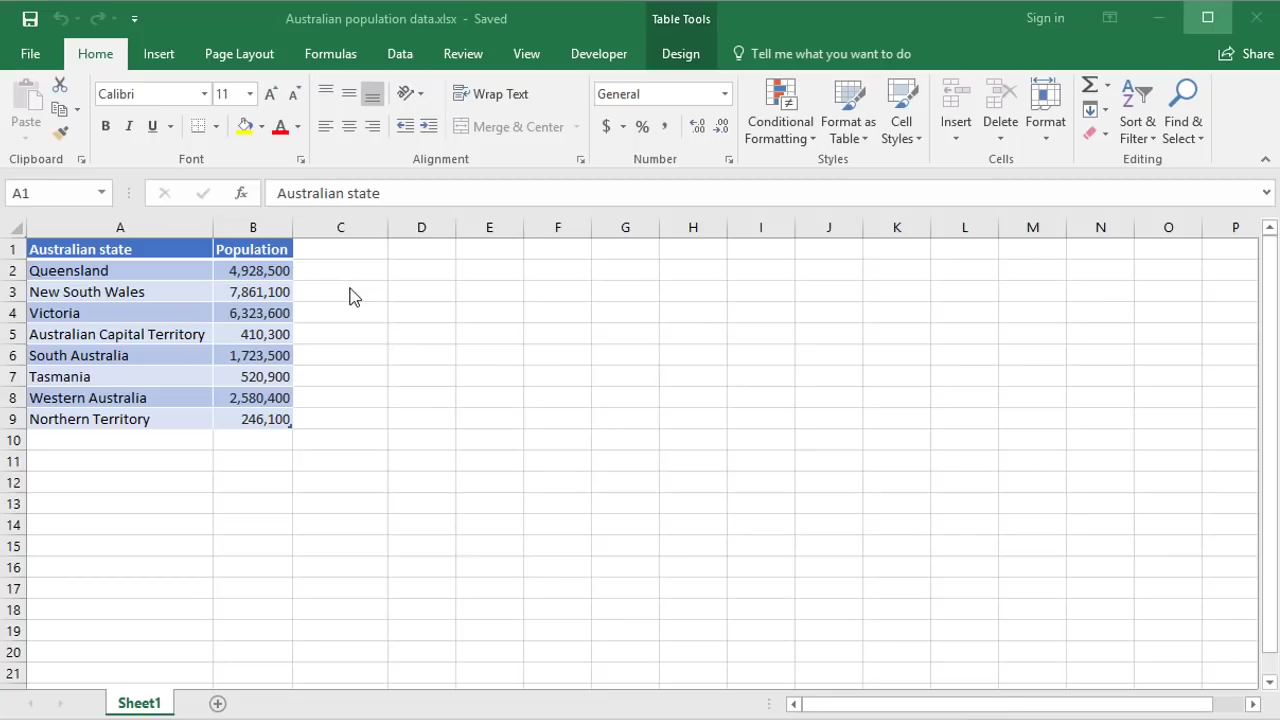 Australian population data.xlsx - Saved
Table Tools
Sign in
File Home Insert Page Layout Formulas Data Review View Developer Design Tell me what you want to do Share
Paste Calibri 11 B I U A Wrap Text Merge & Center General $ % , Conditional Formatting Format as Table Cell Styles Insert Delete Format Sort & Filter Find & Select
Clipboard Font Alignment Number Styles Cells Editing
A1 fx Australian state
A B C D E F G H I J K L M N O P
1 Australian state Population
2 Queensland 4,928,500
3 New South Wales 7,861,100
4 Victoria 6,323,600
5 Australian Capital Territory 410,300
6 South Australia 1,723,500
7 Tasmania 520,900
8 Western Australia 2,580,400
9 Northern Territory 246,100
10
11
12
13
14
15
16
17
18
19
20
21
Sheet1